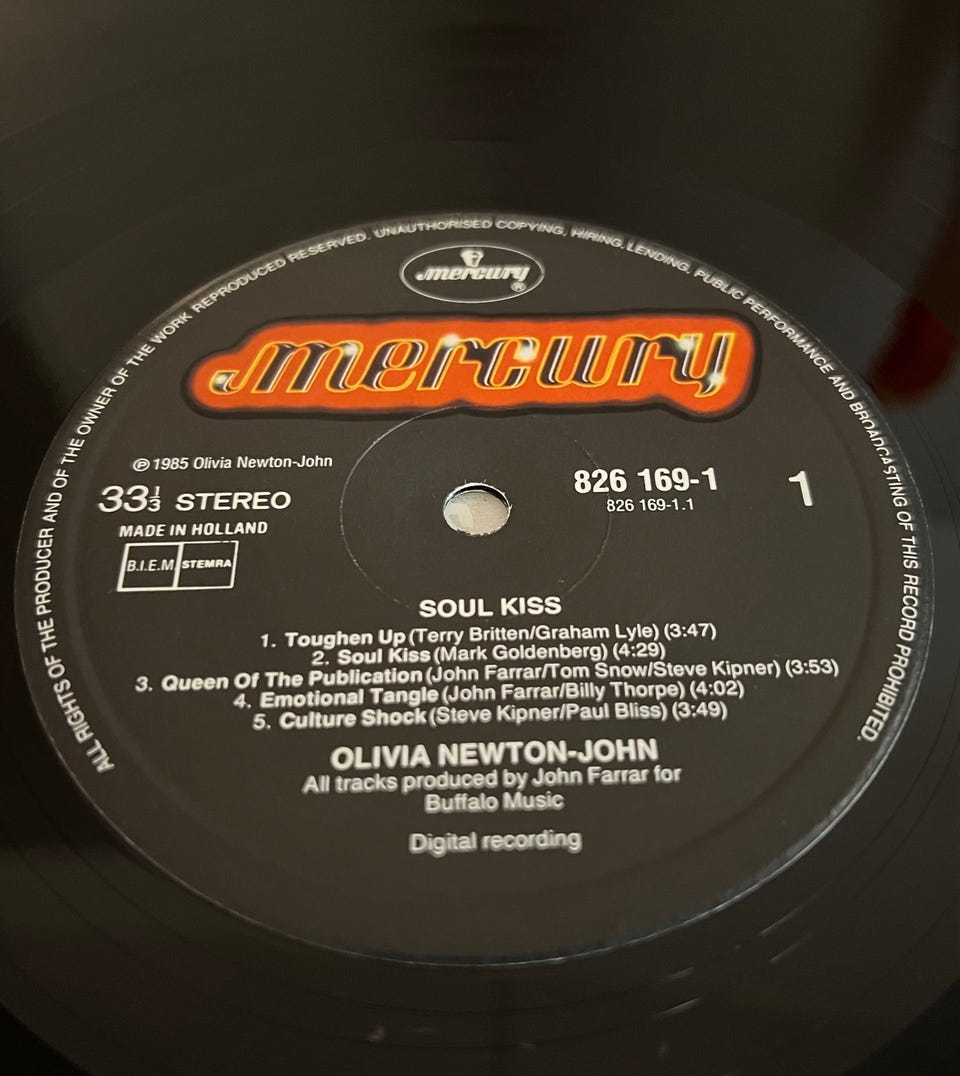 ALL RIGHTS OF THE PRODUCER AND OF THE OWNER OF THE WORK REPRODUCED RESERVED. UNAUTHORISED COPYING, HIRING, LENDING, PUBLIC PERFORMANCE AND BROADCASTING OF THIS RECORD PROHIBITED.
mercury®
mercury
℗ 1985 Olivia Newton-John
33⅓ STEREO
MADE IN HOLLAND
B.I.E.M. STEMRA
826 169-1
826 169-1.1
1
SOUL KISS
1. Toughen Up (Terry Britten/Graham Lyle) (3:47)
2. Soul Kiss (Mark Goldenberg) (4:29)
3. Queen Of The Publication (John Farrar/Tom Snow/Steve Kipner) (3:53)
4. Emotional Tangle (John Farrar/Billy Thorpe) (4:02)
5. Culture Shock (Steve Kipner/Paul Bliss) (3:49)
OLIVIA NEWTON-JOHN
All tracks produced by John Farrar for
Buffalo Music
Digital recording